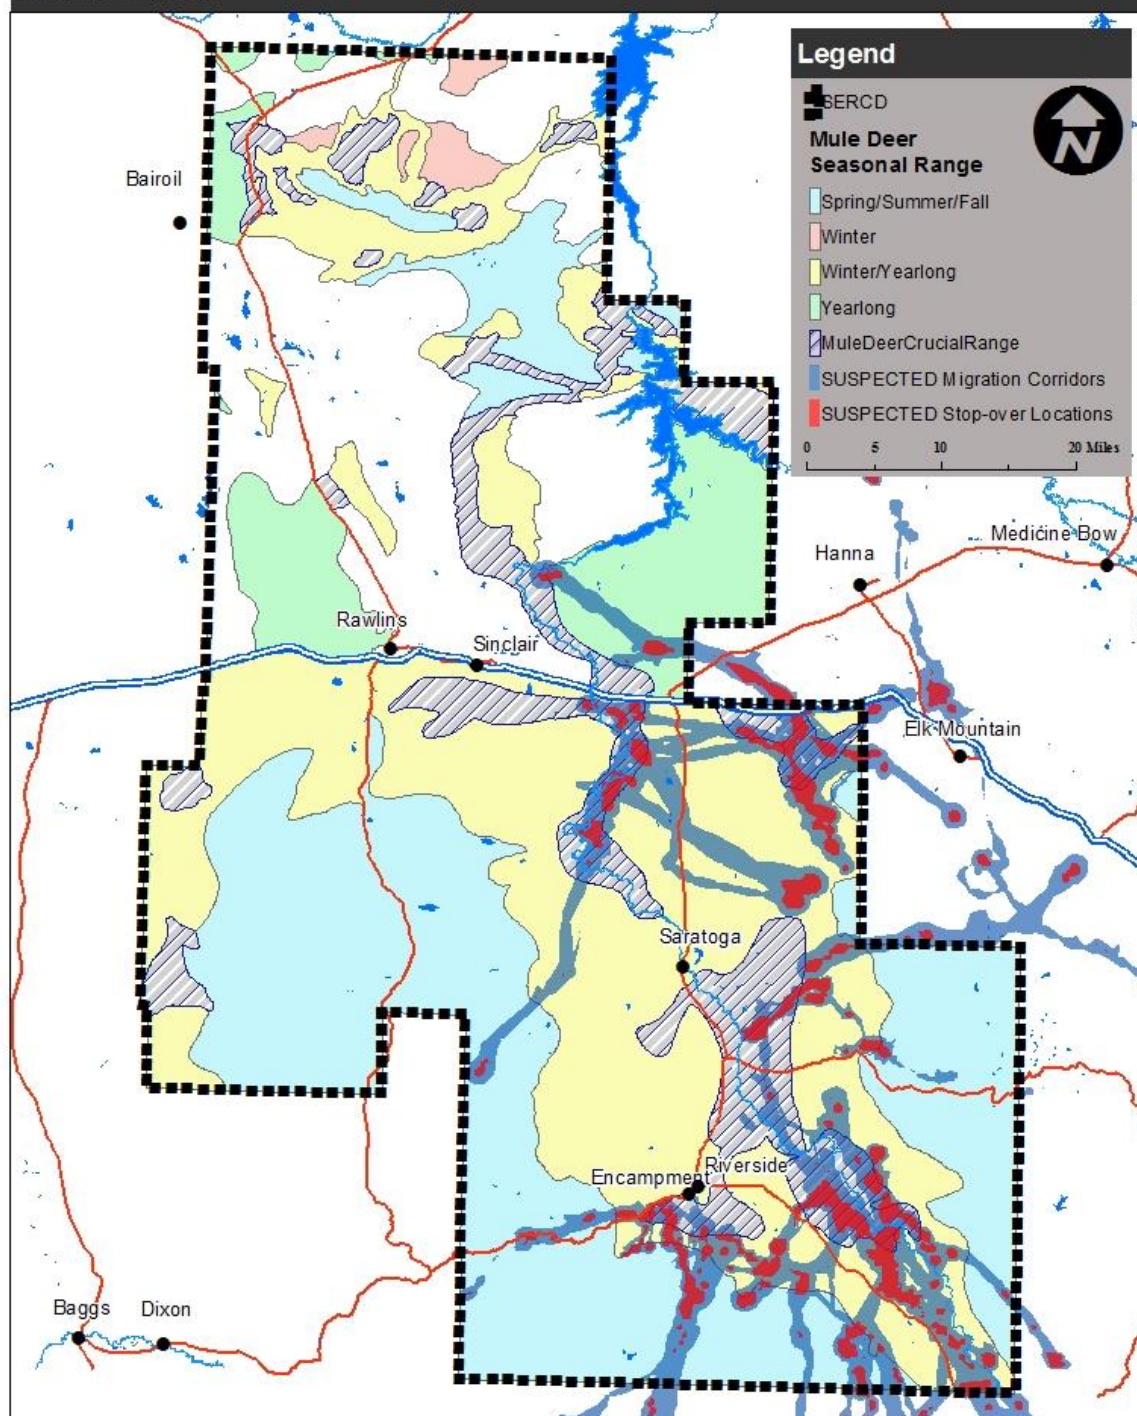 Legend
SERCD
N
Mule Deer
Seasonal Range
Spring/Summer/Fall
Winter
Winter/Yearlong
Yearlong
MuleDeerCrucialRange
SUSPECTED Migration Corridors
SUSPECTED Stop-over Locations
0 5 10 20 Miles
Bairoil
Medicine Bow
Hanna
Rawlins
Sinclair
Elk Mountain
Saratoga
Riverside
Encampment
Baggs
Dixon